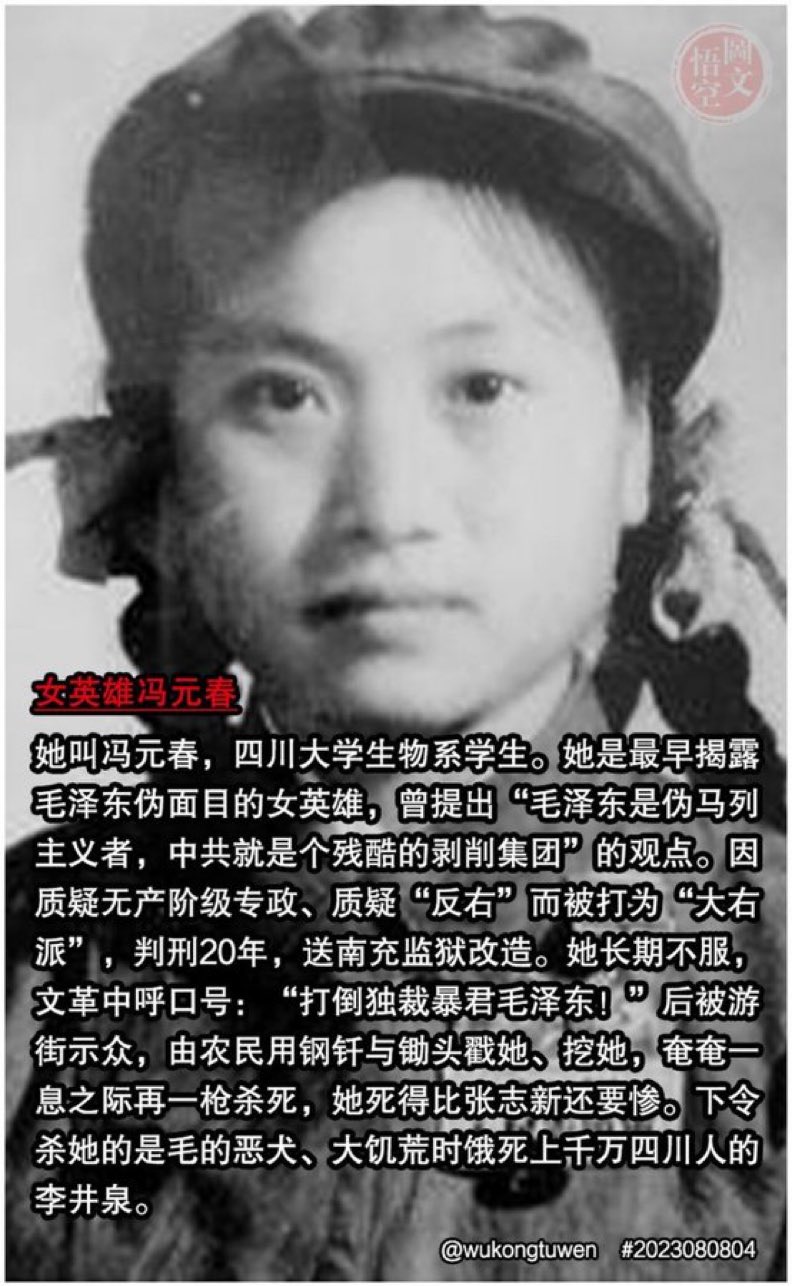 悟空
圖文
女英雄冯元春
她叫冯元春，四川大学生物系学生。她是最早揭露
毛泽东伪面目的女英雄，曾提出“毛泽东是伪马列
主义者，中共就是个残酷的剥削集团”的观点。因
质疑无产阶级专政、质疑“反右”而被打为“大右
派”，判刑20年，送南充监狱改造。她长期不服，
文革中呼口号：“打倒独裁暴君毛泽东！”后被游
街示众，由农民用钢钎与锄头戳她、挖她，奄奄一
息之际再一枪杀死，她死得比张志新还要惨。下令
杀她的是毛的恶犬、大饥荒时饿死上千万四川人的
李井泉。
@wukongtuwen #2023080804